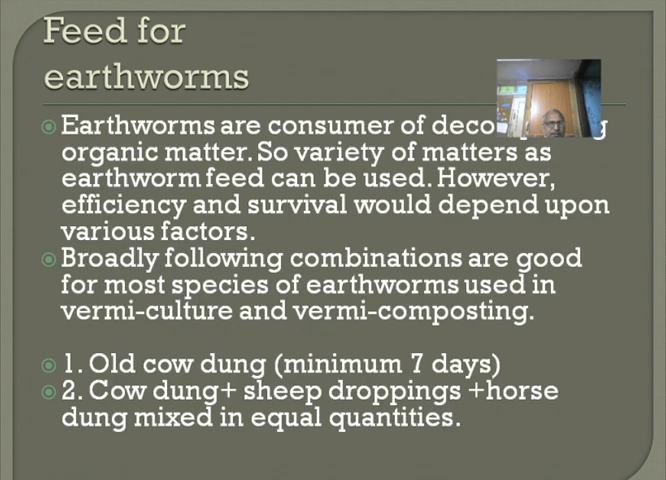 Feed for
earthworms
Earthworms are consumer of
organic matter. So variety of matters as
earthworm feed can be used. However,
efficiency and survival would depend upon
various factors.
Broadly following combinations are good
for most species of earthworms used in
vermi-culture and vermi-composting.
1. Old cow dung (minimum 7 days)
2. Cow dung+ sheep droppings +horse
dung mixed in equal quantities.